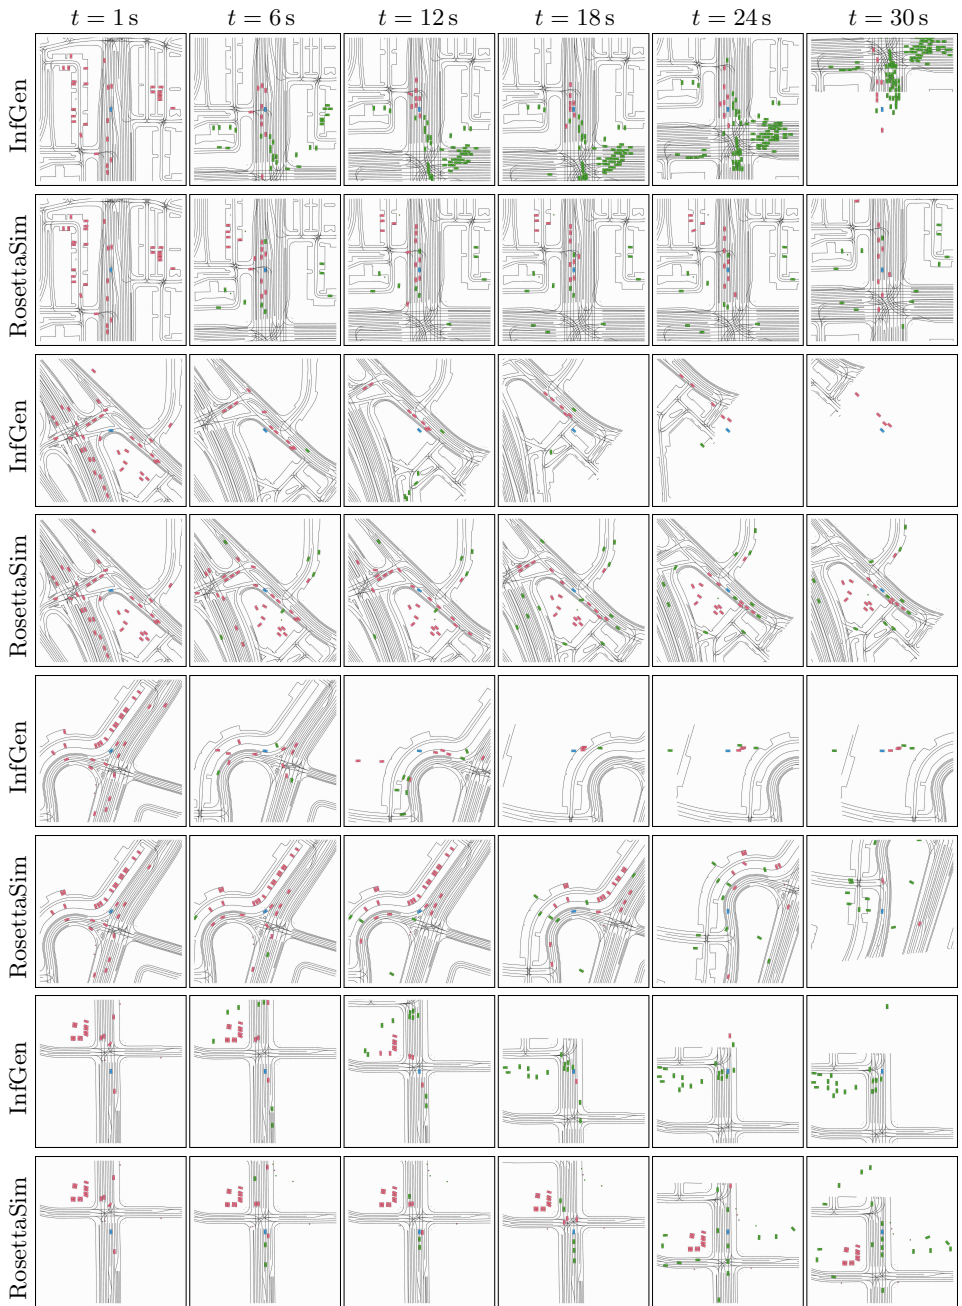 t = 1 s t = 6 s t = 12 s t = 18 s t = 24 s t = 30 s
InfGen
RosettaSim
InfGen
RosettaSim
InfGen
RosettaSim
InfGen
RosettaSim